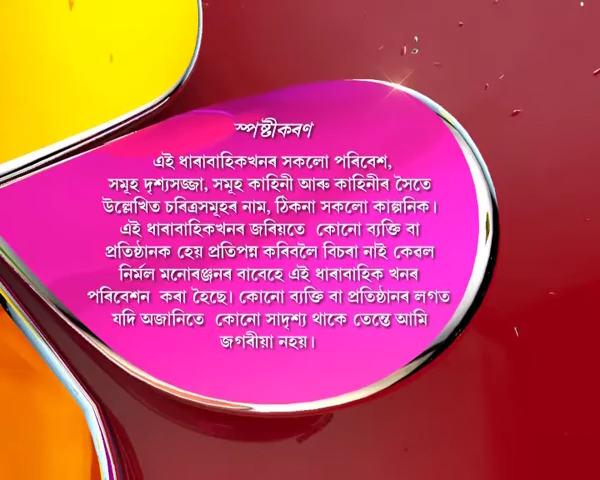 স্পষ্টীকৰণ
এই ধাৰাবাহিকখনৰ সকলো পৰিবেশ,
সমূহ দৃশ্যসজ্জা, সমূহ কাহিনী আৰু কাহিনীৰ সৈতে
উল্লেখিত চৰিত্ৰসমূহৰ নাম, ঠিকনা সকলো কাল্পনিক।
এই ধাৰাবাহিকখনৰ জৰিয়তে কোনো ব্যক্তি বা
প্ৰতিষ্ঠানক হেয় প্ৰতিপন্ন কৰিবলৈ বিচৰা নাই কেৱল
নিৰ্মল মনোৰঞ্জনৰ বাবেহে এই ধাৰাবাহিক খনৰ
পৰিবেশন কৰা হৈছে। কোনো ব্যক্তি বা প্ৰতিষ্ঠানৰ লগত
যদি অজানিতে কোনো সাদৃশ্য থাকে তেন্তে আমি
জগৰীয়া নহয়।